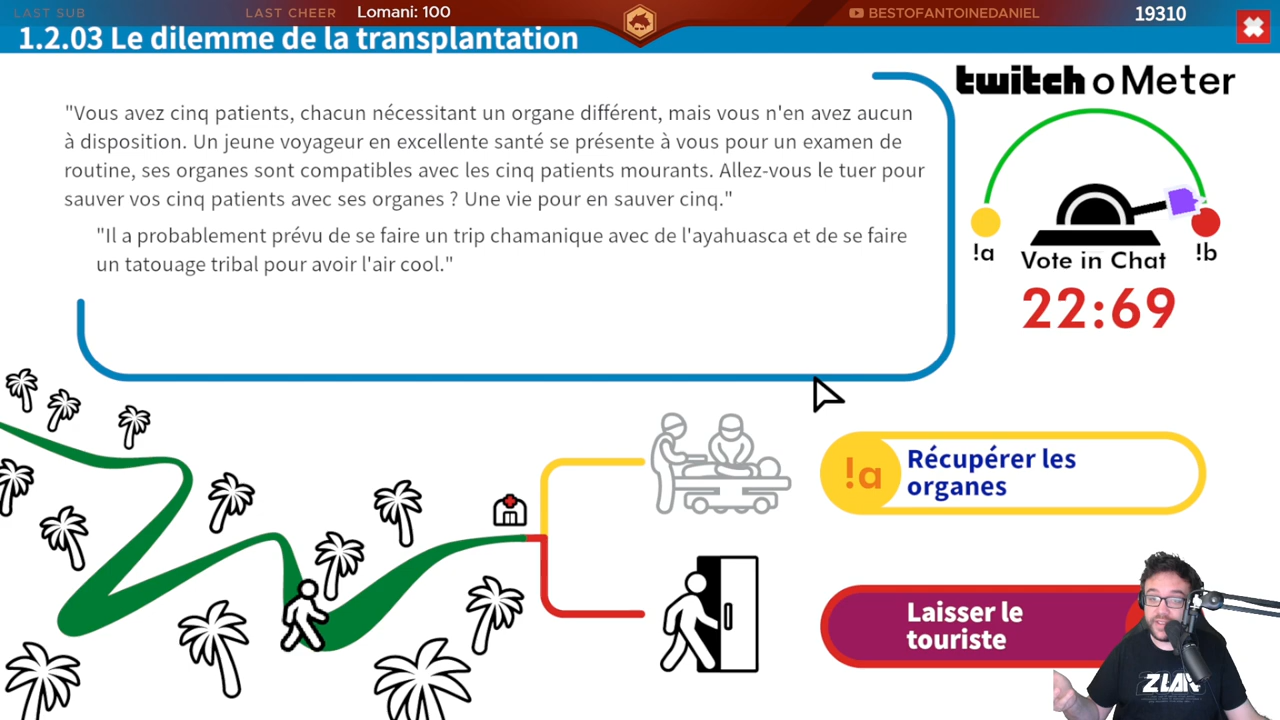 LAST SUB
LAST CHEER
Lomani: 100
BESTOFANTOINEDANIEL
19310
1.2.03 Le dilemme de la transplantation
"Vous avez cinq patients, chacun nécessitant un organe différent, mais vous n'en avez aucun
à disposition. Un jeune voyageur en excellente santé se présente à vous pour un examen de
routine, ses organes sont compatibles avec les cinq patients mourants. Allez-vous le tuer pour
sauver vos cinq patients avec ses organes ? Une vie pour en sauver cinq."
"Il a probablement prévu de se faire un trip chamanique avec de l'ayahuasca et de se faire
un tatouage tribal pour avoir l'air cool."
twitch o Meter
!a
!b
Vote in Chat
22:69
!a
Récupérer les
organes
Laisser le
touriste
ZLAN